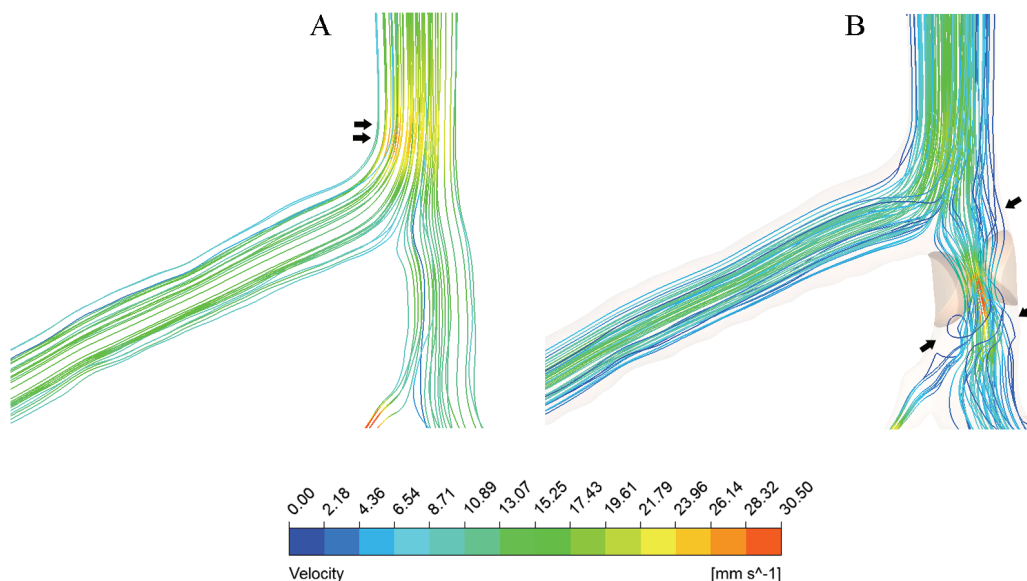 A
B
0.00 2.18 4.36 6.54 8.71 10.89 13.07 15.25 17.43 19.61 21.79 23.96 26.14 28.32 30.50
Velocity [mm s^-1]